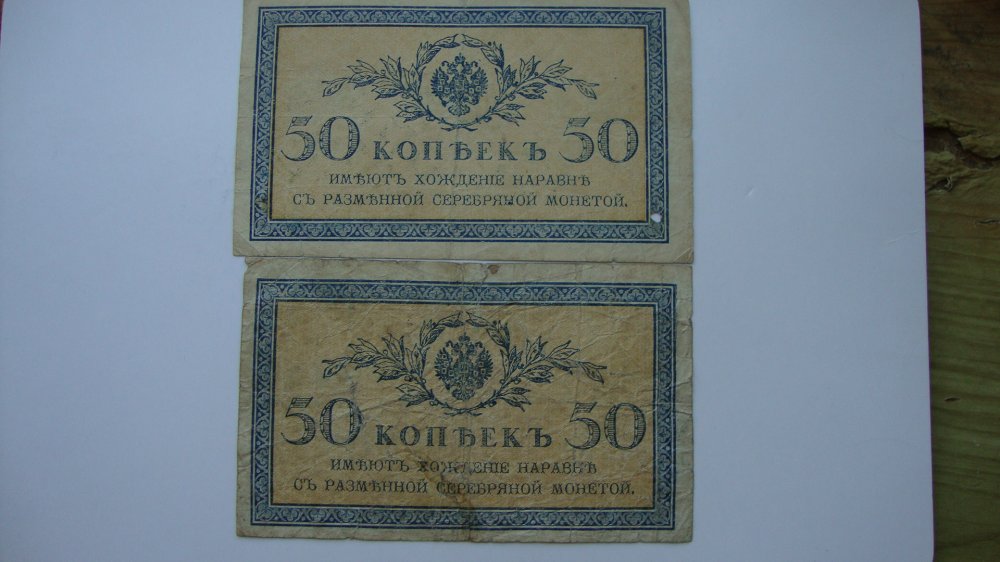 50 КОПѢЕКЪ 50
ИМѢЮТЪ ХОЖДЕНІЕ НАРАВНѢ
СЪ РАЗМѢННОЙ СЕРЕБРЯНОЙ МОНЕТОЙ.
50 КОПѢЕКЪ 50
ИМѢЮТЪ ХОЖДЕНІЕ НАРАВНѢ
СЪ РАЗМѢННОЙ СЕРЕБРЯНОЙ МОНЕТОЙ.